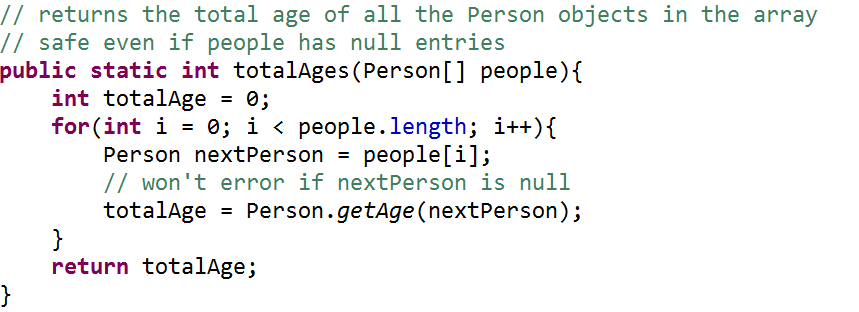 // returns the total age of all the Person objects in the array
// safe even if people has null entries
public static int totalAges(Person[] people){
    int totalAge = 0;
    for(int i = 0; i < people.length; i++){
        Person nextPerson = people[i];
        // won't error if nextPerson is null
        totalAge = Person.getAge(nextPerson);
    }
    return totalAge;
}